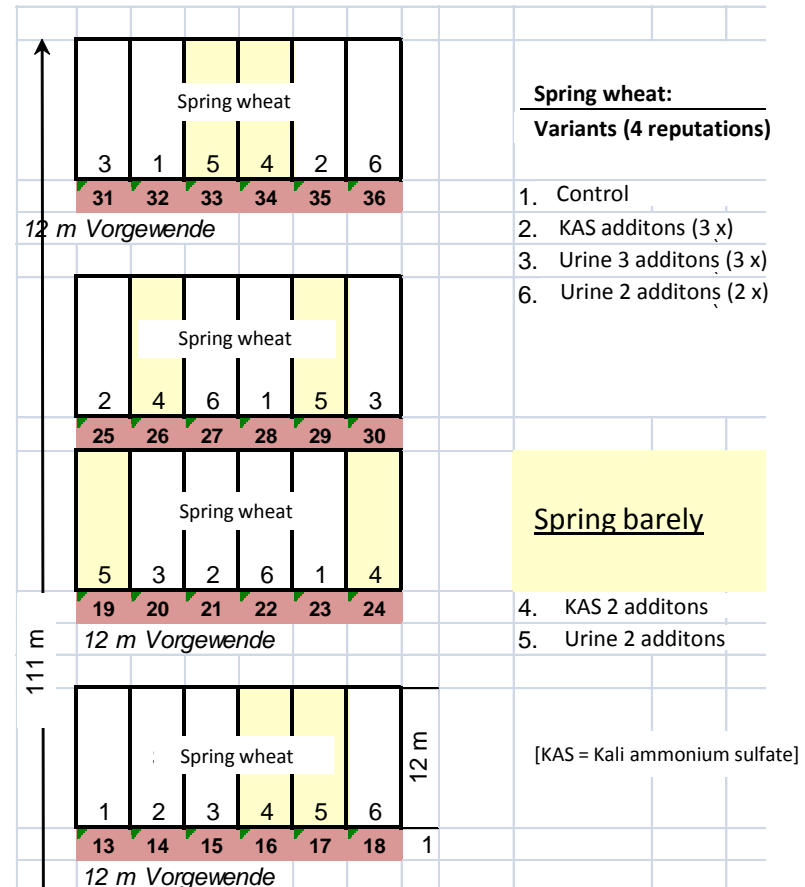 Spring wheat
3 1 5 4 2 6
31 32 33 34 35 36
12 m Vorgewende
Spring wheat
2 4 6 1 5 3
25 26 27 28 29 30
Spring wheat
5 3 2 6 1 4
19 20 21 22 23 24
12 m Vorgewende
111 m
Spring wheat
12 m
1 2 3 4 5 6
13 14 15 16 17 18 1
12 m Vorgewende
Spring wheat:
Variants (4 reputations)
1. Control
2. KAS additons (3 x)
3. Urine 3 additons (3 x)
6. Urine 2 additons (2 x)
Spring barely
4. KAS 2 additons
5. Urine 2 additons
[KAS = Kali ammonium sulfate]